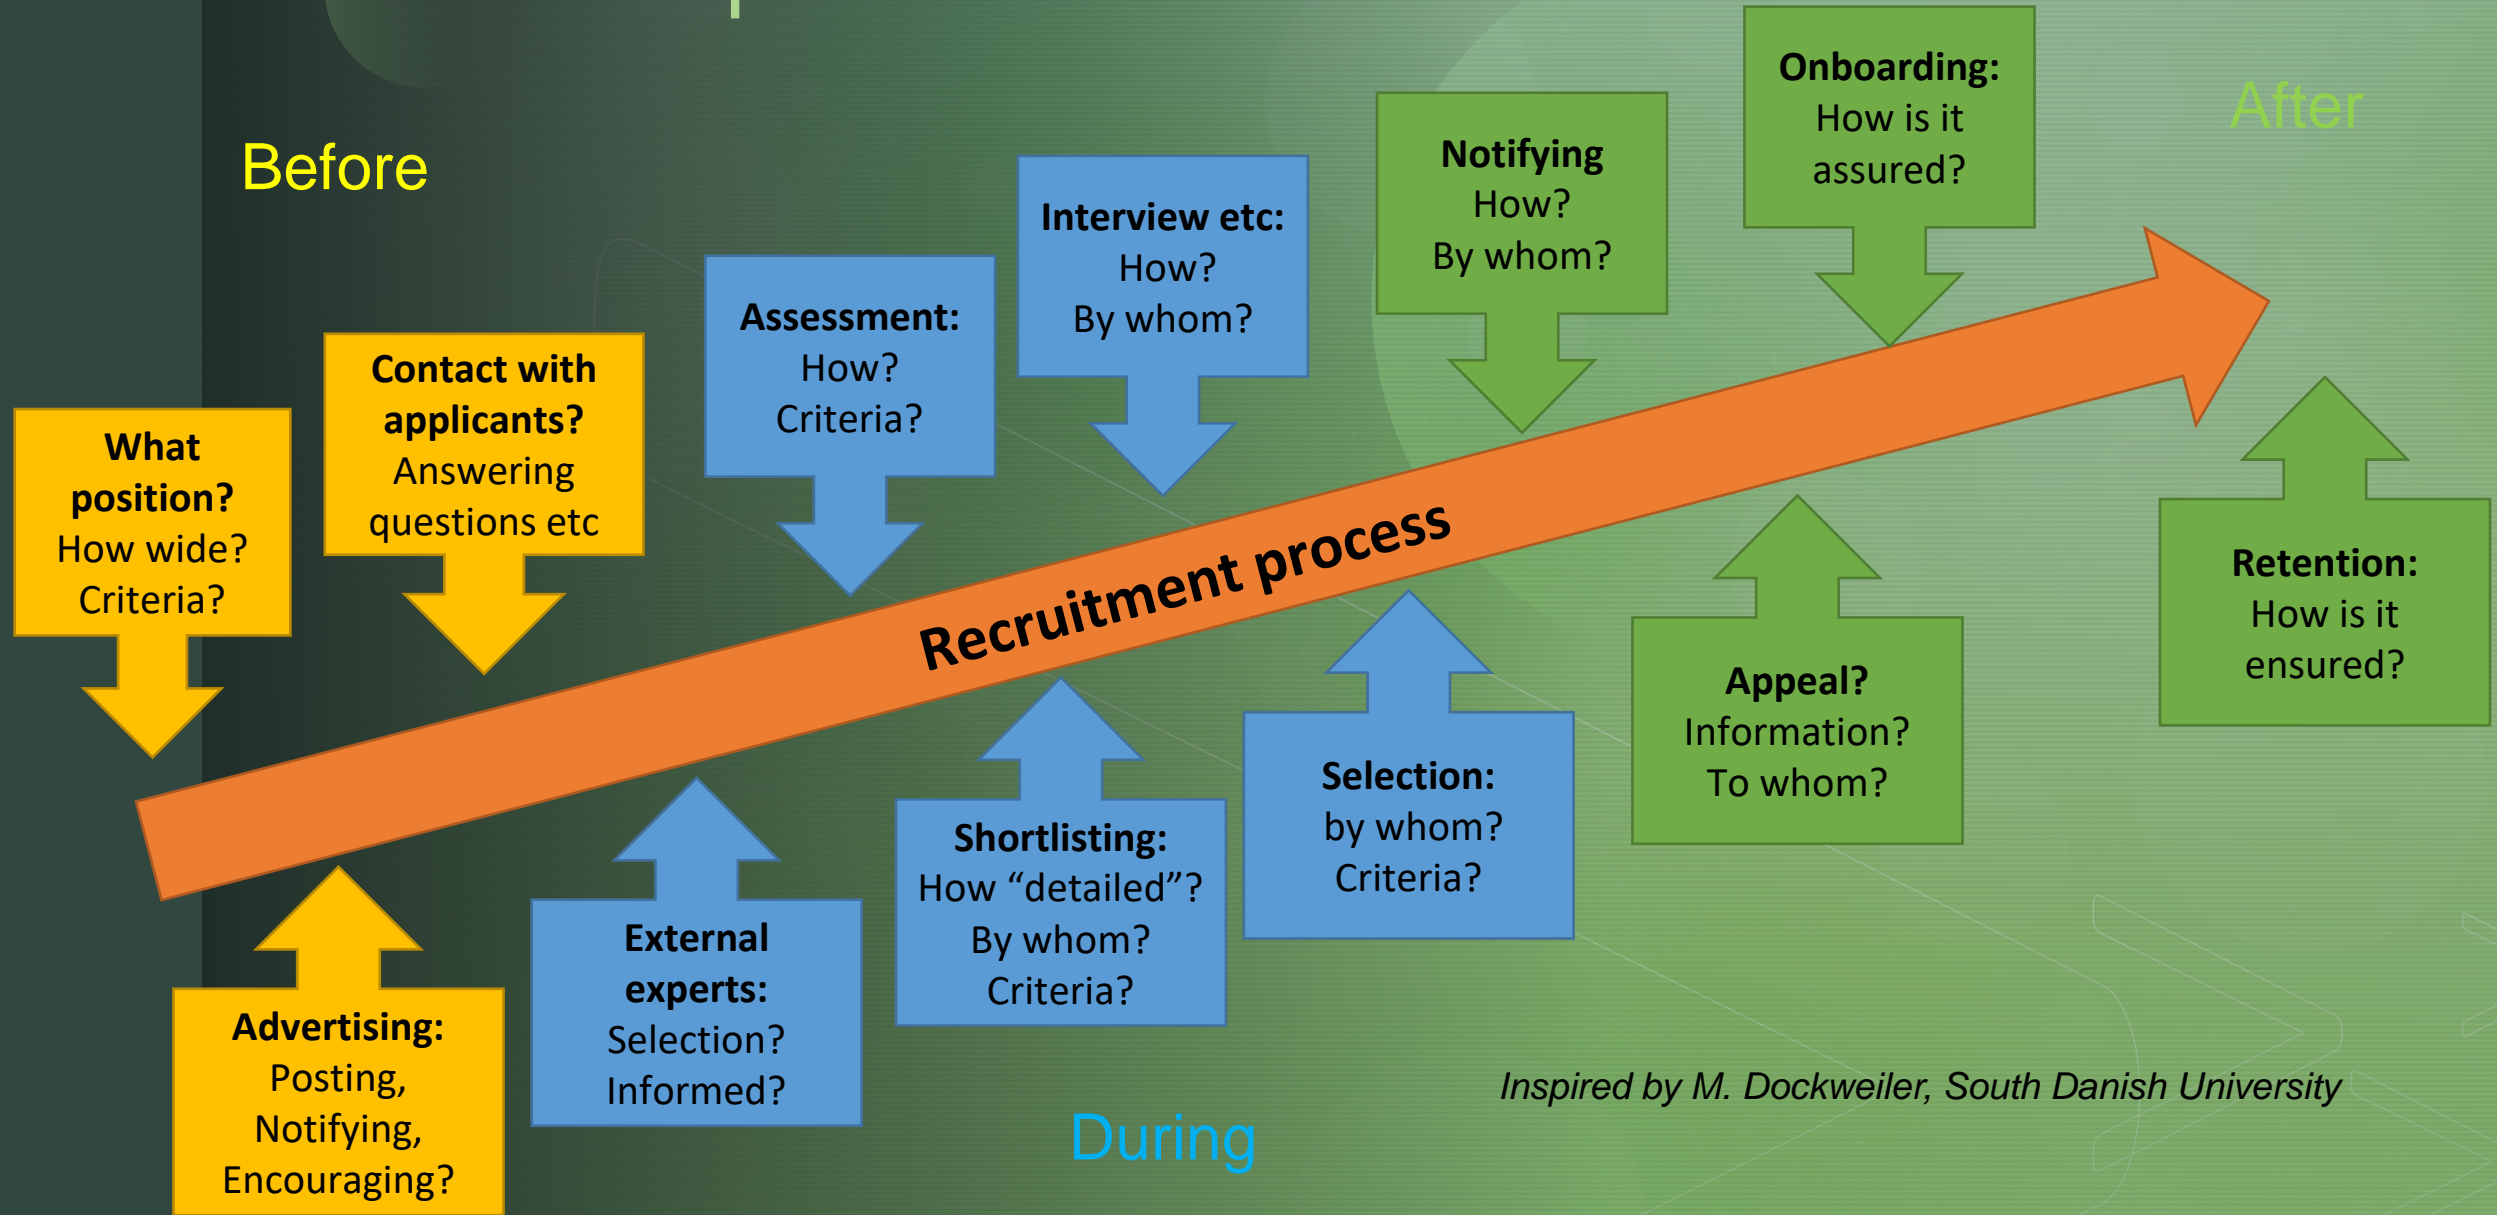 Before
What
position?
How wide?
Criteria?
Contact with
applicants?
Answering
questions etc
Advertising:
Posting,
Notifying,
Encouraging?
Assessment:
How?
Criteria?
Interview etc:
How?
By whom?
External
experts:
Selection?
Informed?
Shortlisting:
How “detailed”?
By whom?
Criteria?
Selection:
by whom?
Criteria?
During
Recruitment process
Notifying
How?
By whom?
Onboarding:
How is it
assured?
After
Appeal?
Information?
To whom?
Retention:
How is it
ensured?
Inspired by M. Dockweiler, South Danish University